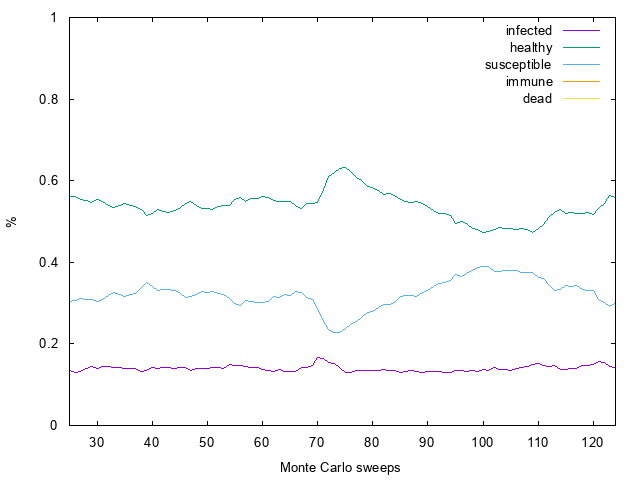 1
0.8
0.6
0.4
0.2
0
%
infected
healthy
susceptible
immune
dead
30 40 50 60 70 80 90 100 110 120
Monte Carlo sweeps